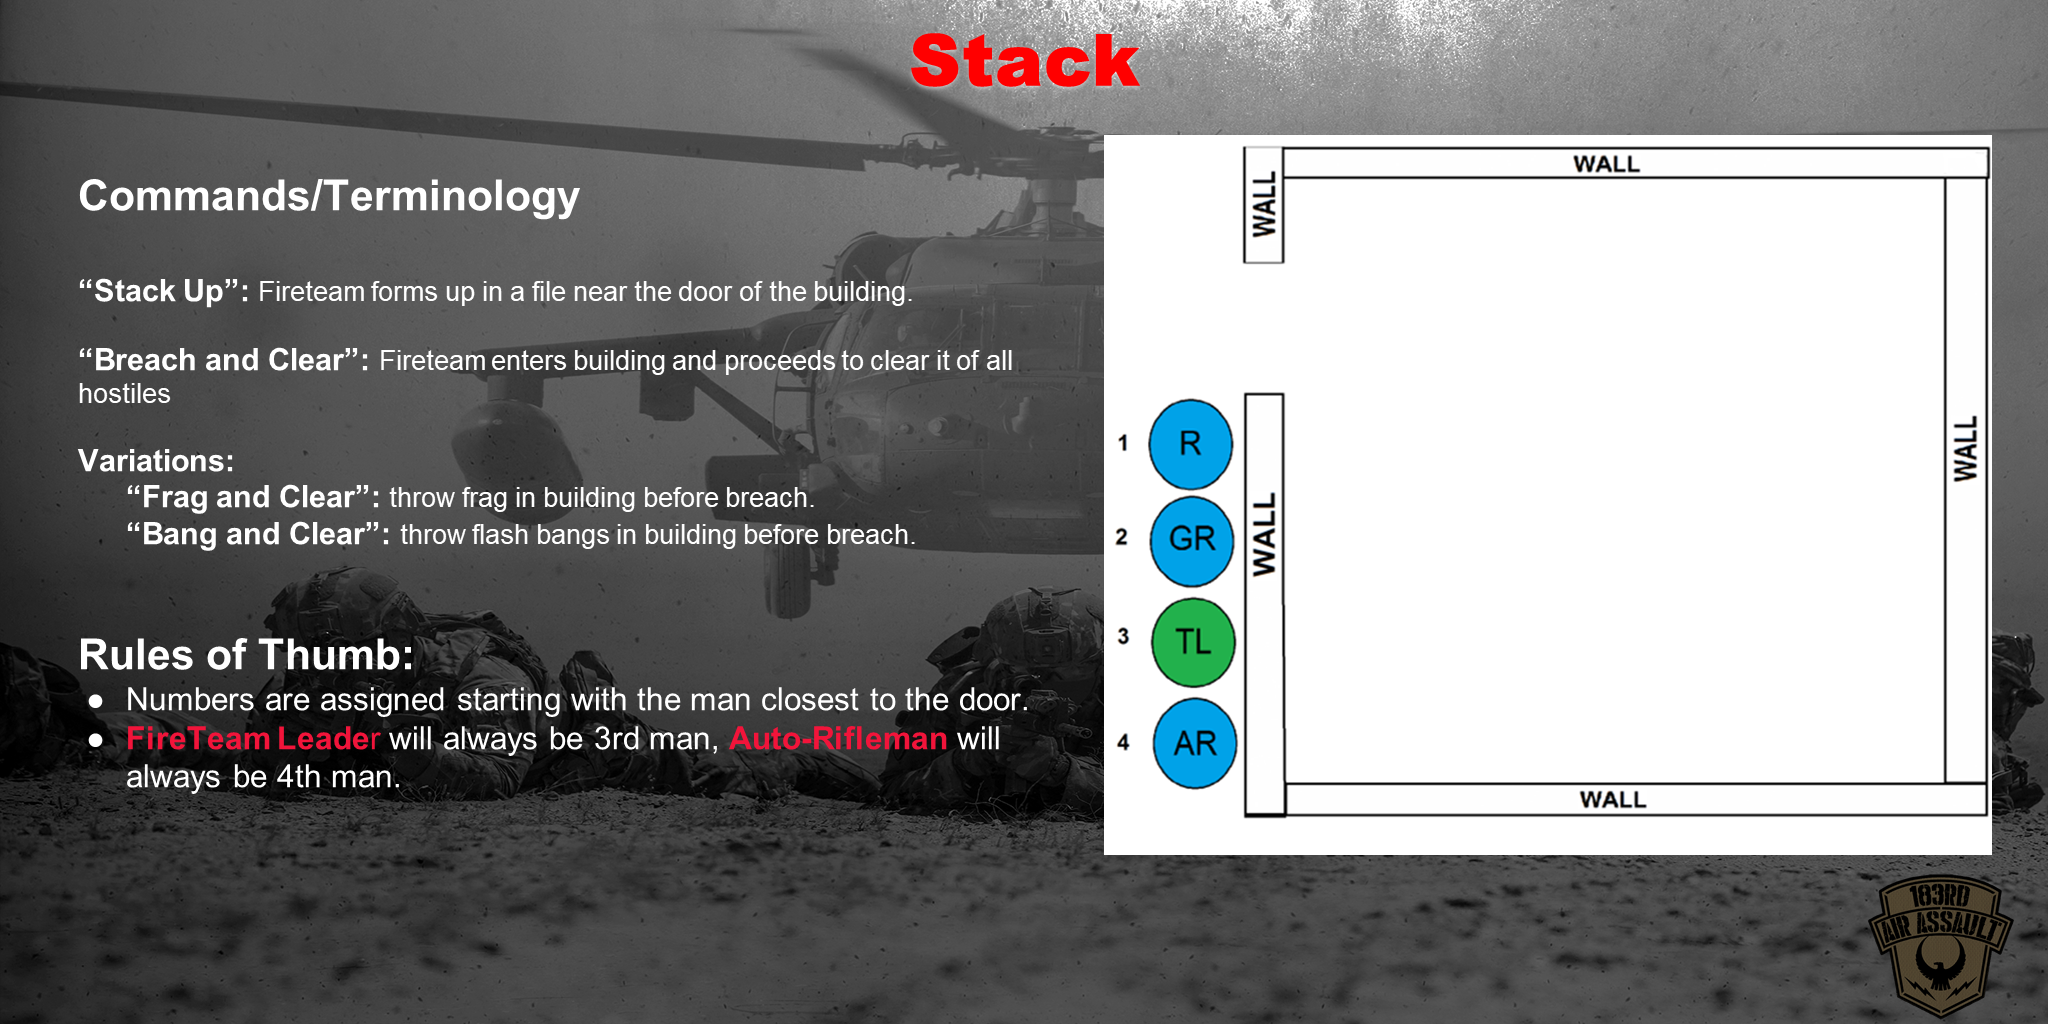 Stack
Commands/Terminology
“Stack Up”: Fireteam forms up in a file near the door of the building.
“Breach and Clear”: Fireteam enters building and proceeds to clear it of all
hostiles
Variations:
“Frag and Clear”: throw frag in building before breach.
“Bang and Clear”: throw flash bangs in building before breach.
Rules of Thumb:
● Numbers are assigned starting with the man closest to the door.
● FireTeam Leader will always be 3rd man, Auto-Rifleman will
always be 4th man.
WALL
WALL
WALL
WALL
WALL
1 R
2 GR
3 TL
4 AR
183RD
AIR ASSAULT